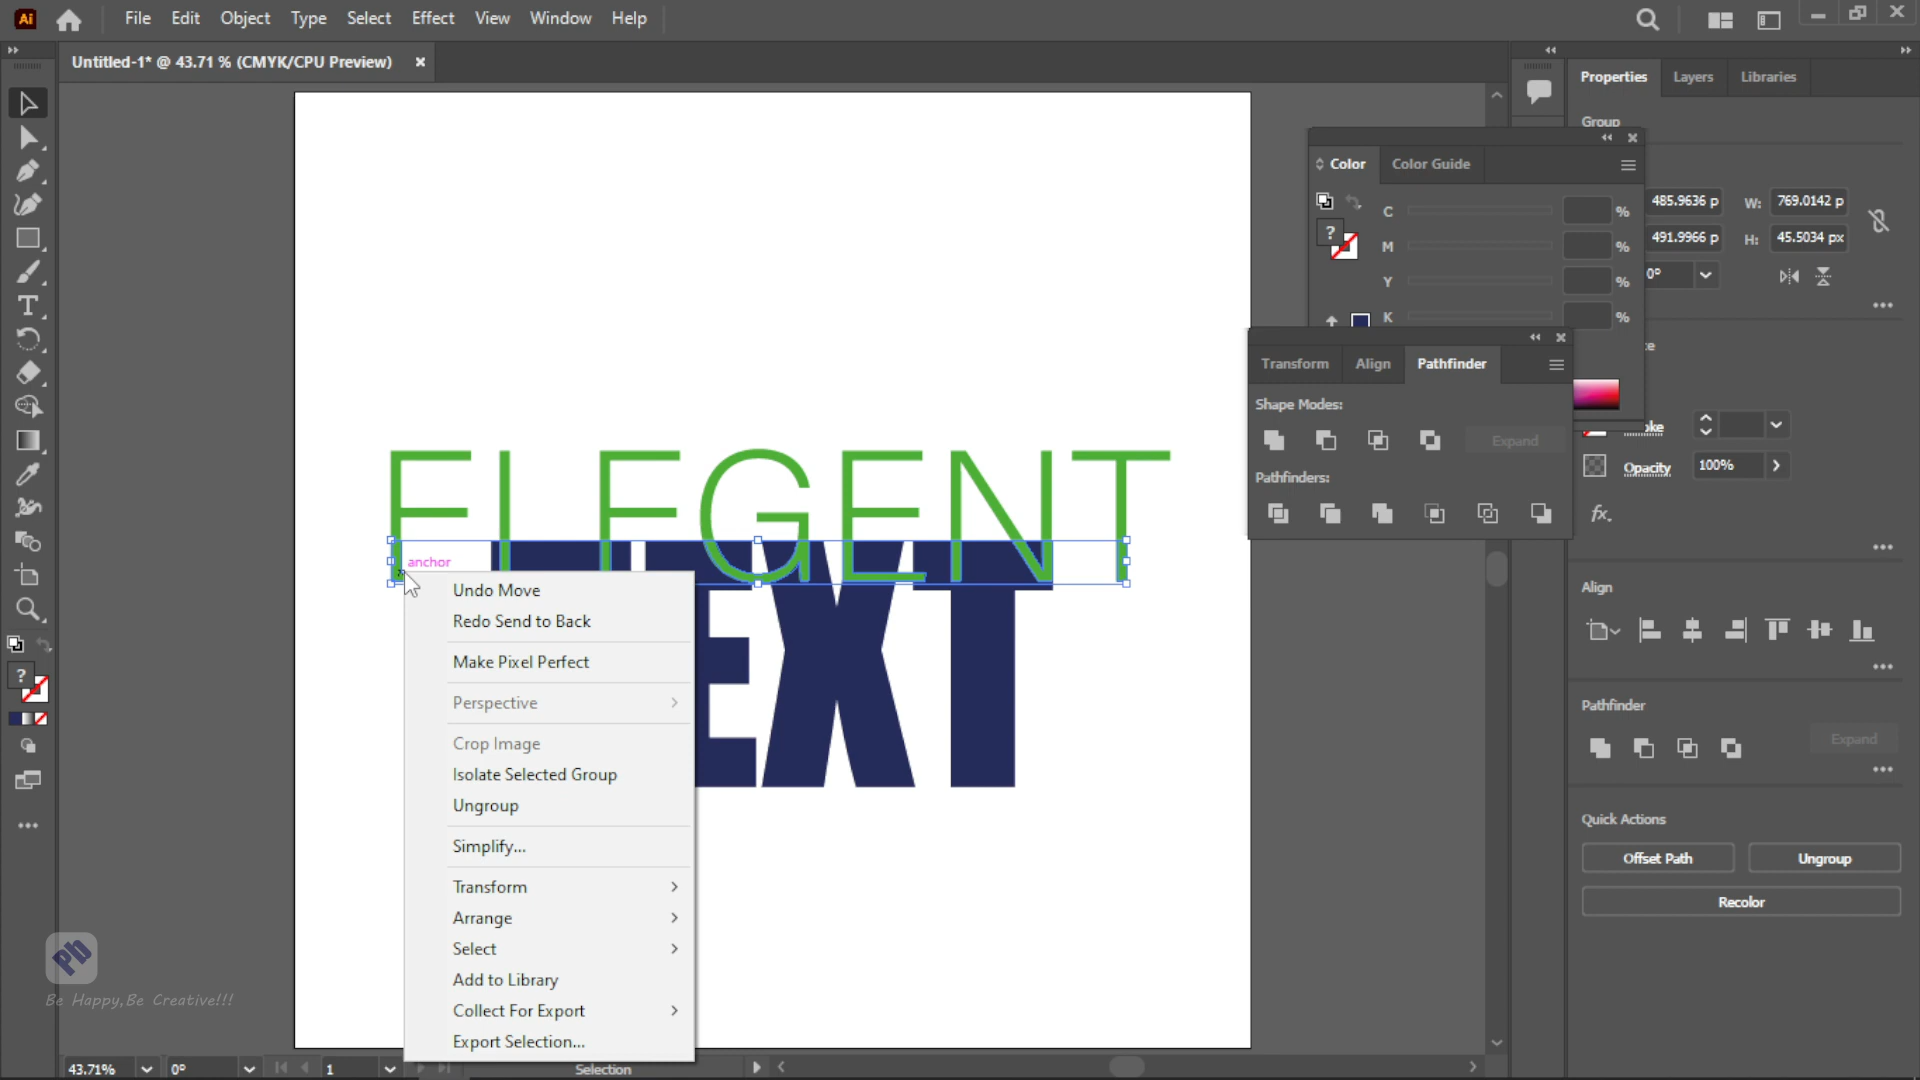 Ai File Edit Object Type Select Effect View Window Help
Untitled-1* @ 43.71 % (CMYK/CPU Preview) ×
Properties Layers Libraries
Group
Color Color Guide
C %
M %
Y %
K %
485.9636 p W: 769.0142 p
491.9966 p H: 45.5034 px
0°
Transform Align Pathfinder
Shape Modes:
Expand
Pathfinders:
Opacity 100%
fx.
ELEGENT
EXT
anchor
Undo Move
Redo Send to Back
Make Pixel Perfect
Perspective
Crop Image
Isolate Selected Group
Ungroup
Simplify...
Transform
Arrange
Select
Add to Library
Collect For Export
Export Selection...
Align
Pathfinder
Expand
Quick Actions
Offset Path Ungroup
Recolor
Pb
Be Happy,Be Creative!!!
43.71% 0° 1 Selection